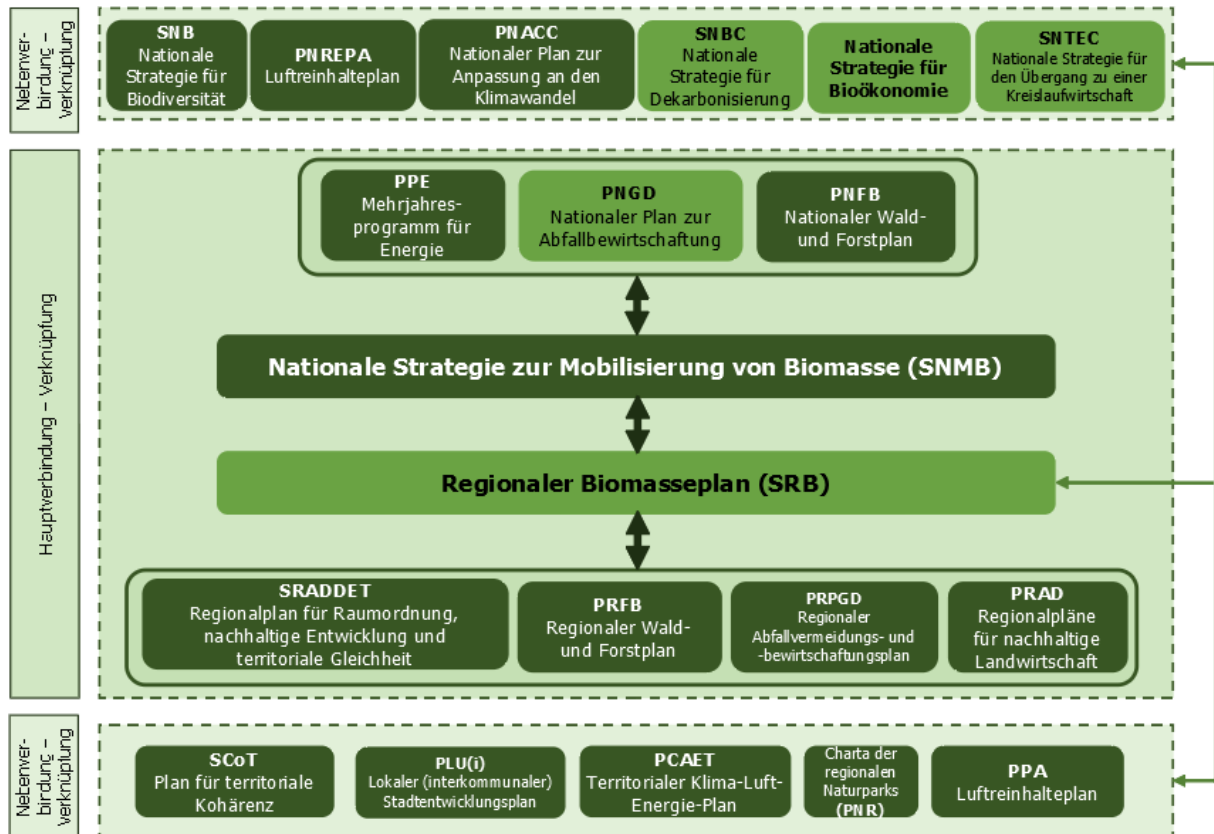 Nebenver-
bindung –
verknüpfung
SNB
Nationale
Strategie für
Biodiversität
PNREPA
Luftreinhalteplan
PNACC
Nationaler Plan zur
Anpassung an den
Klimawandel
SNBC
Nationale
Strategie für
Dekarbonisierung
Nationale
Strategie für
Bioökonomie
SNTEC
Nationale Strategie für
den Übergang zu einer
Kreislaufwirtschaft
Hauptverbindung – Verknüpfung
PPE
Mehrjahres-
programm für
Energie
PNGD
Nationaler Plan zur
Abfallbewirtschaftung
PNFB
Nationaler Wald-
und Forstplan
Nationale Strategie zur Mobilisierung von Biomasse (SNMB)
Regionaler Biomasseplan (SRB)
SRADDET
Regionalplan für Raumordnung,
nachhaltige Entwicklung und
territoriale Gleichheit
PRFB
Regionaler Wald-
und Forstplan
PRPGD
Regionaler
Abfallvermeidungs- und
-bewirtschaftungsplan
PRAD
Regionalpläne
für nachhaltige
Landwirtschaft
Nebenver-
bindung –
verknüpfung
SCoT
Plan für territoriale
Kohärenz
PLU(i)
Lokaler (interkommunaler)
Stadtentwicklungsplan
PCAET
Territorialer Klima-Luft-
Energie-Plan
Charta der
regionalen
Naturparks
(PNR)
PPA
Luftreinhalteplan